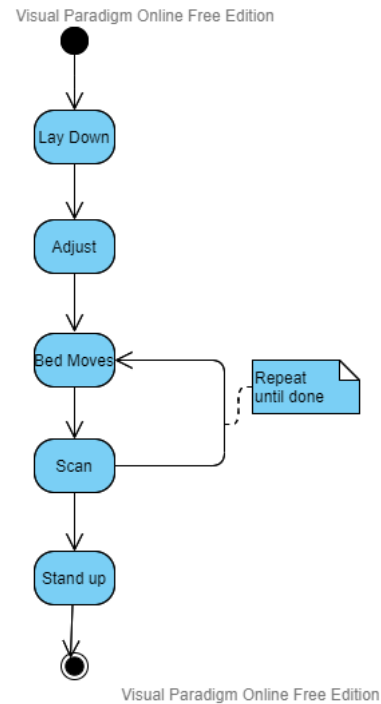 Visual Paradigm Online Free Edition
Lay Down
Adjust
Bed Moves
Repeat
until done
Scan
Stand up
Visual Paradigm Online Free Edition